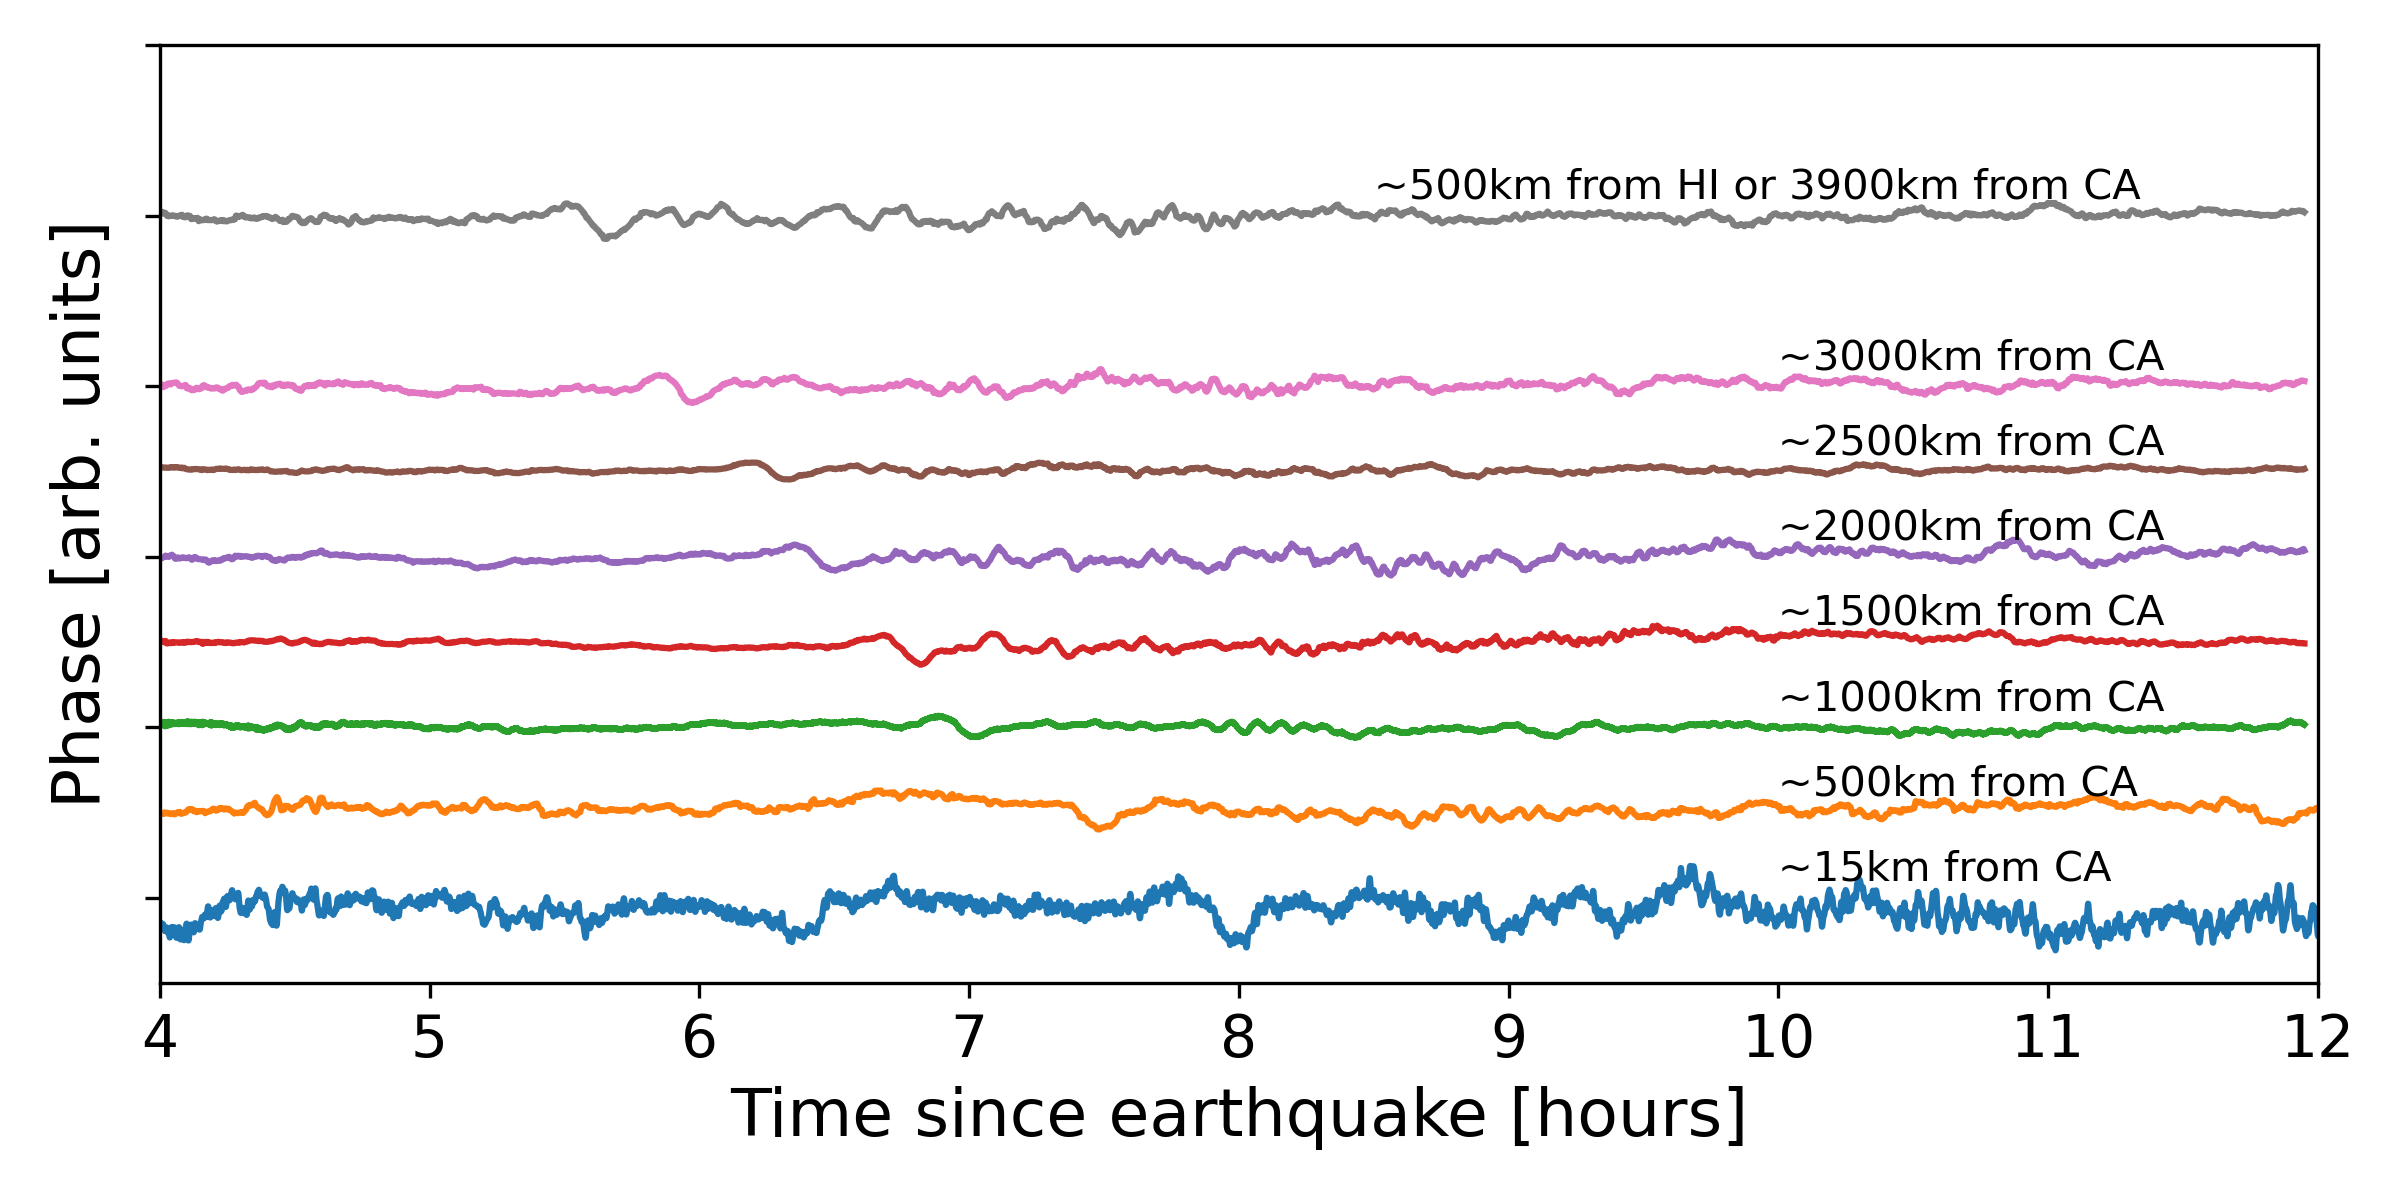 ~500km from HI or 3900km from CA
~3000km from CA
~2500km from CA
~2000km from CA
~1500km from CA
~1000km from CA
~500km from CA
~15km from CA
Phase [arb. units]
4 5 6 7 8 9 10 11 12
Time since earthquake [hours]